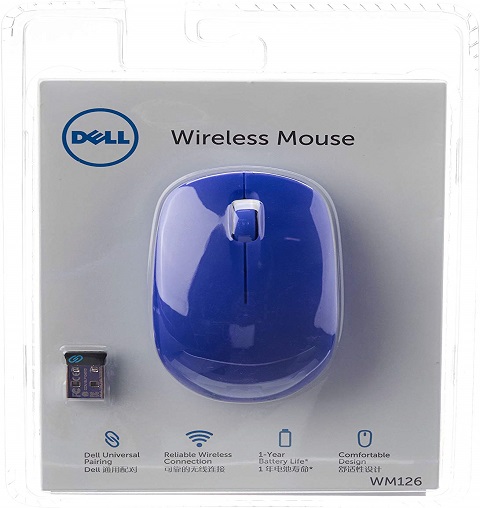 DELL
Wireless Mouse
Dell Universal
Pairing
Dell 通用配对
Reliable Wireless
Connection
可靠的无线连接
1-Year
Battery Life*
1 年电池寿命*
Comfortable
Design
舒适性设计
WM126